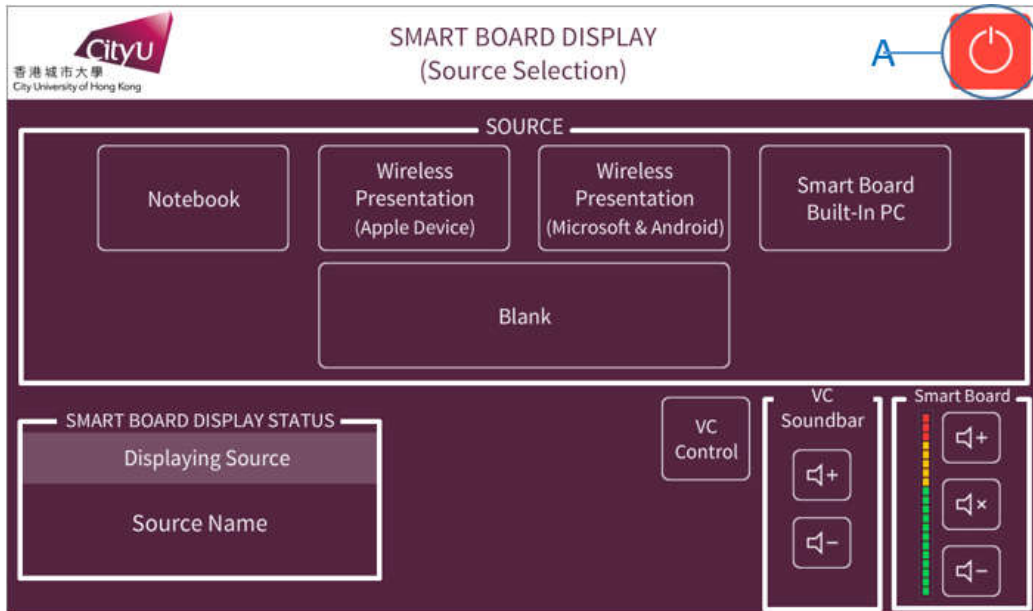 CityU
香港城市大學
City University of Hong Kong
SMART BOARD DISPLAY
(Source Selection)
A
SOURCE
Notebook
Wireless
Presentation
(Apple Device)
Wireless
Presentation
(Microsoft & Android)
Smart Board
Built-In PC
Blank
SMART BOARD DISPLAY STATUS
Displaying Source
Source Name
VC
Control
VC
Soundbar
Smart Board